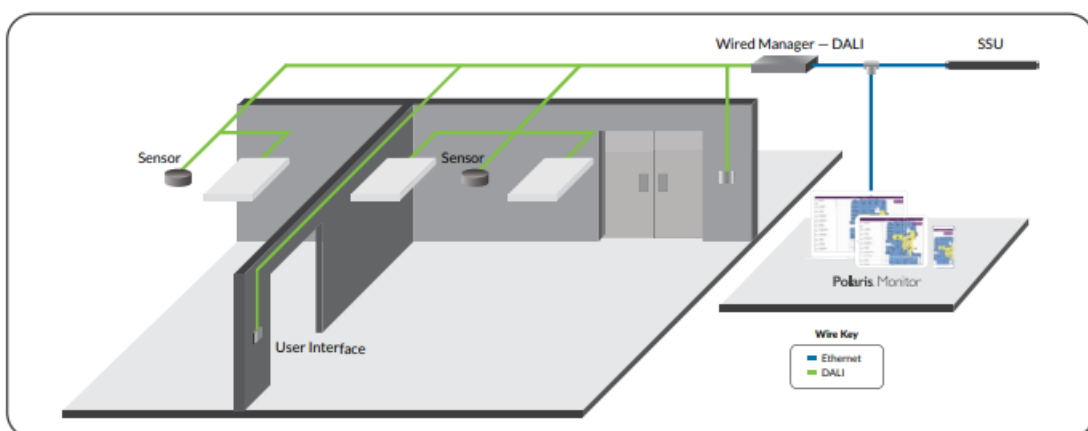 Wired Manager — DALI
SSU
Sensor
Sensor
User Interface
Polaris Monitor
Wire Key
Ethernet
DALI